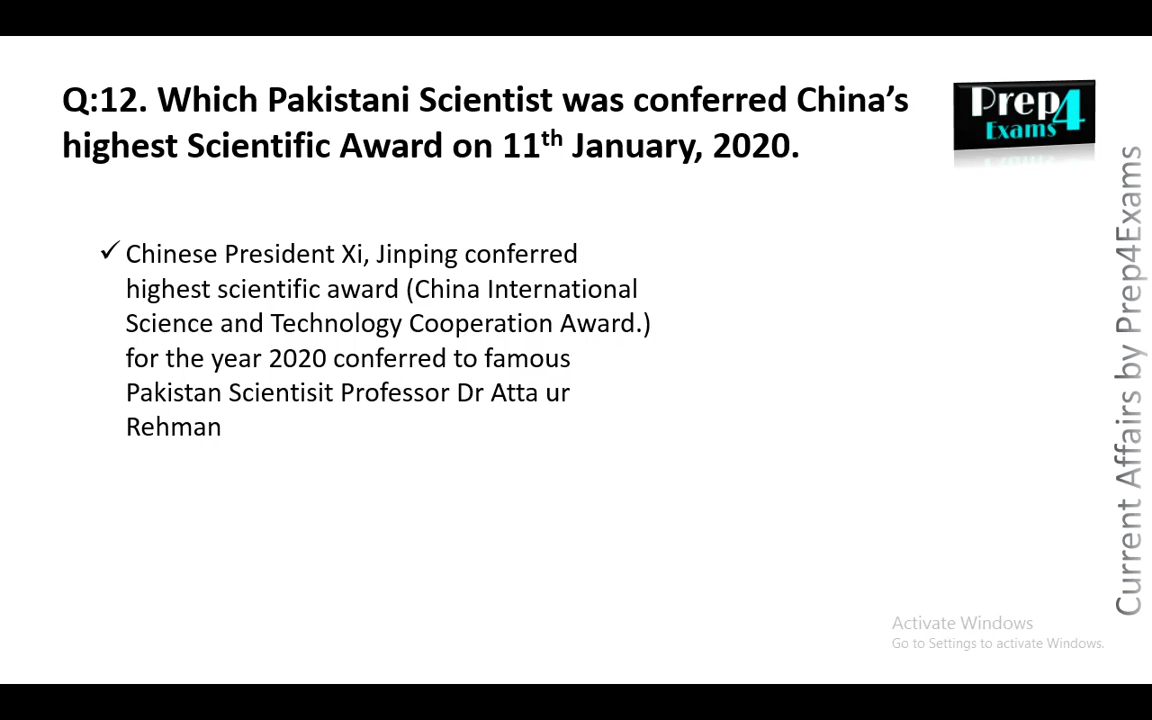 Q:12. Which Pakistani Scientist was conferred China’s
highest Scientific Award on 11th January, 2020.
Prep4
Exams
✓ Chinese President Xi, Jinping conferred
highest scientific award (China International
Science and Technology Cooperation Award.)
for the year 2020 conferred to famous
Pakistan Scientisit Professor Dr Atta ur
Rehman
Current Affairs by Prep4Exams
Activate Windows
Go to Settings to activate Windows.